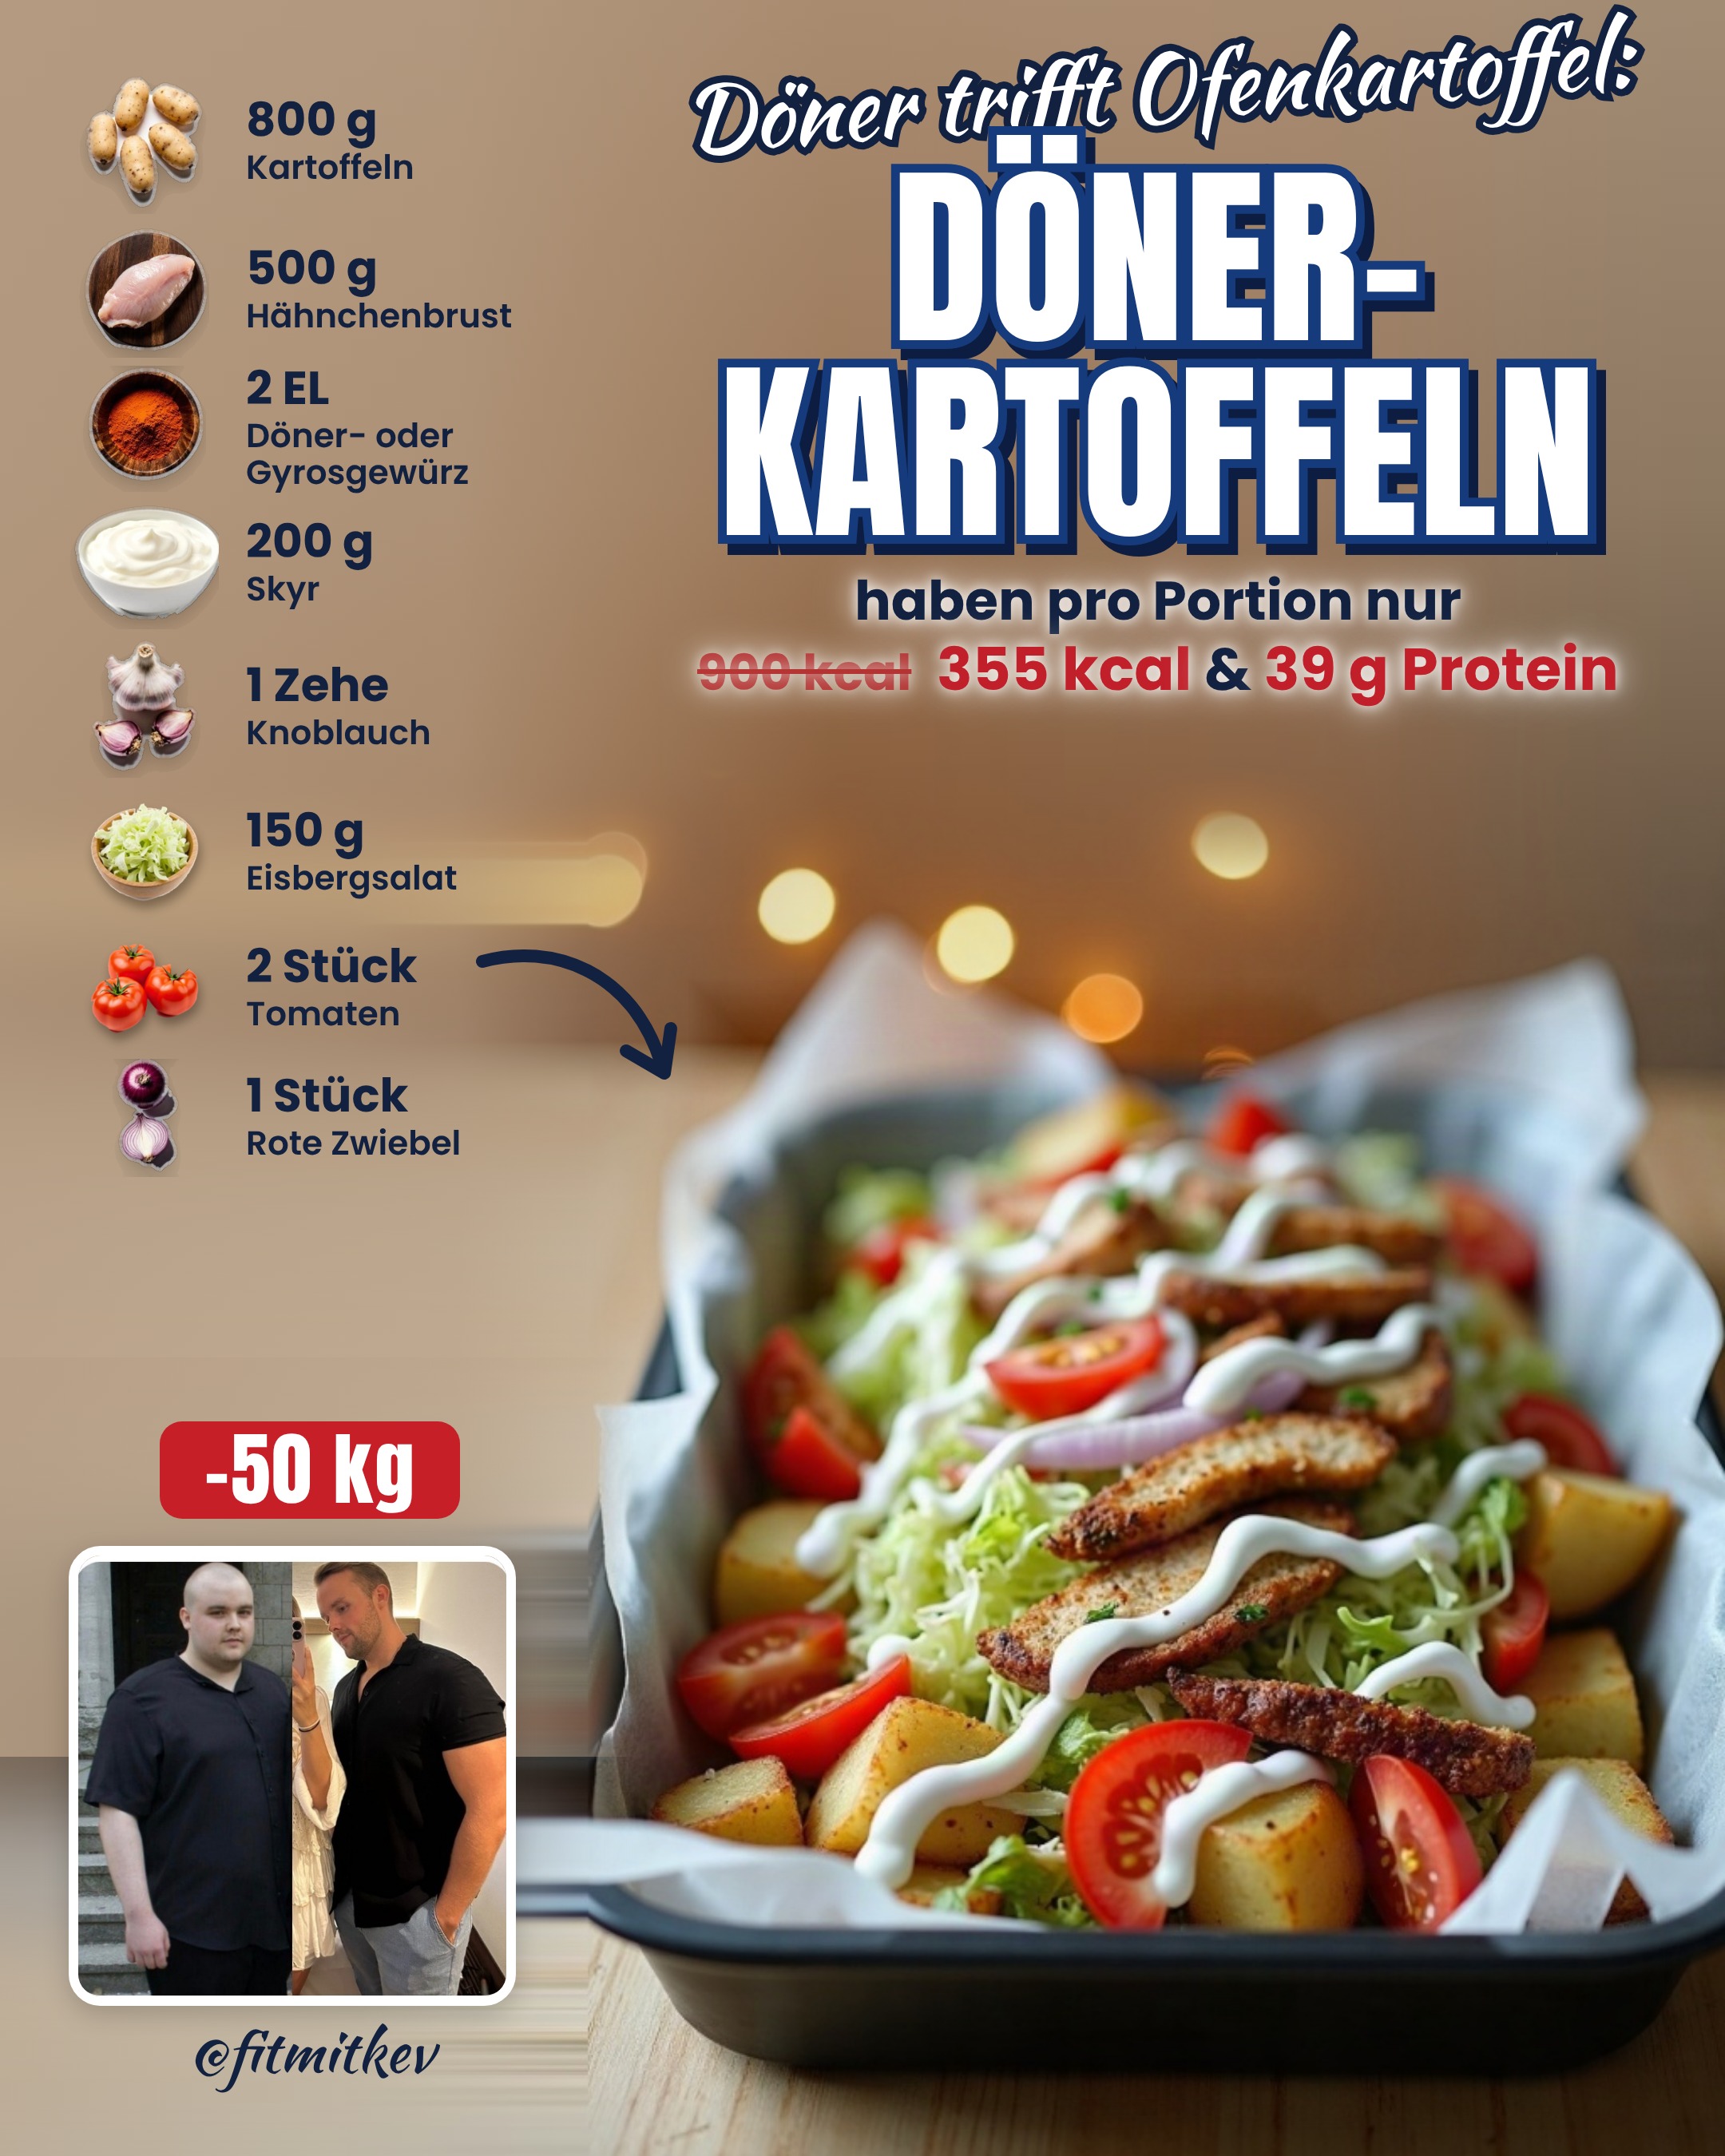 Döner trifft Ofenkartoffel:
DÖNER-
KARTOFFELN
haben pro Portion nur
900 kcal 355 kcal & 39 g Protein
800 g
Kartoffeln
500 g
Hähnchenbrust
2 EL
Döner- oder
Gyrosgewürz
200 g
Skyr
1 Zehe
Knoblauch
150 g
Eisbergsalat
2 Stück
Tomaten
1 Stück
Rote Zwiebel
-50 kg
@fitmitkev